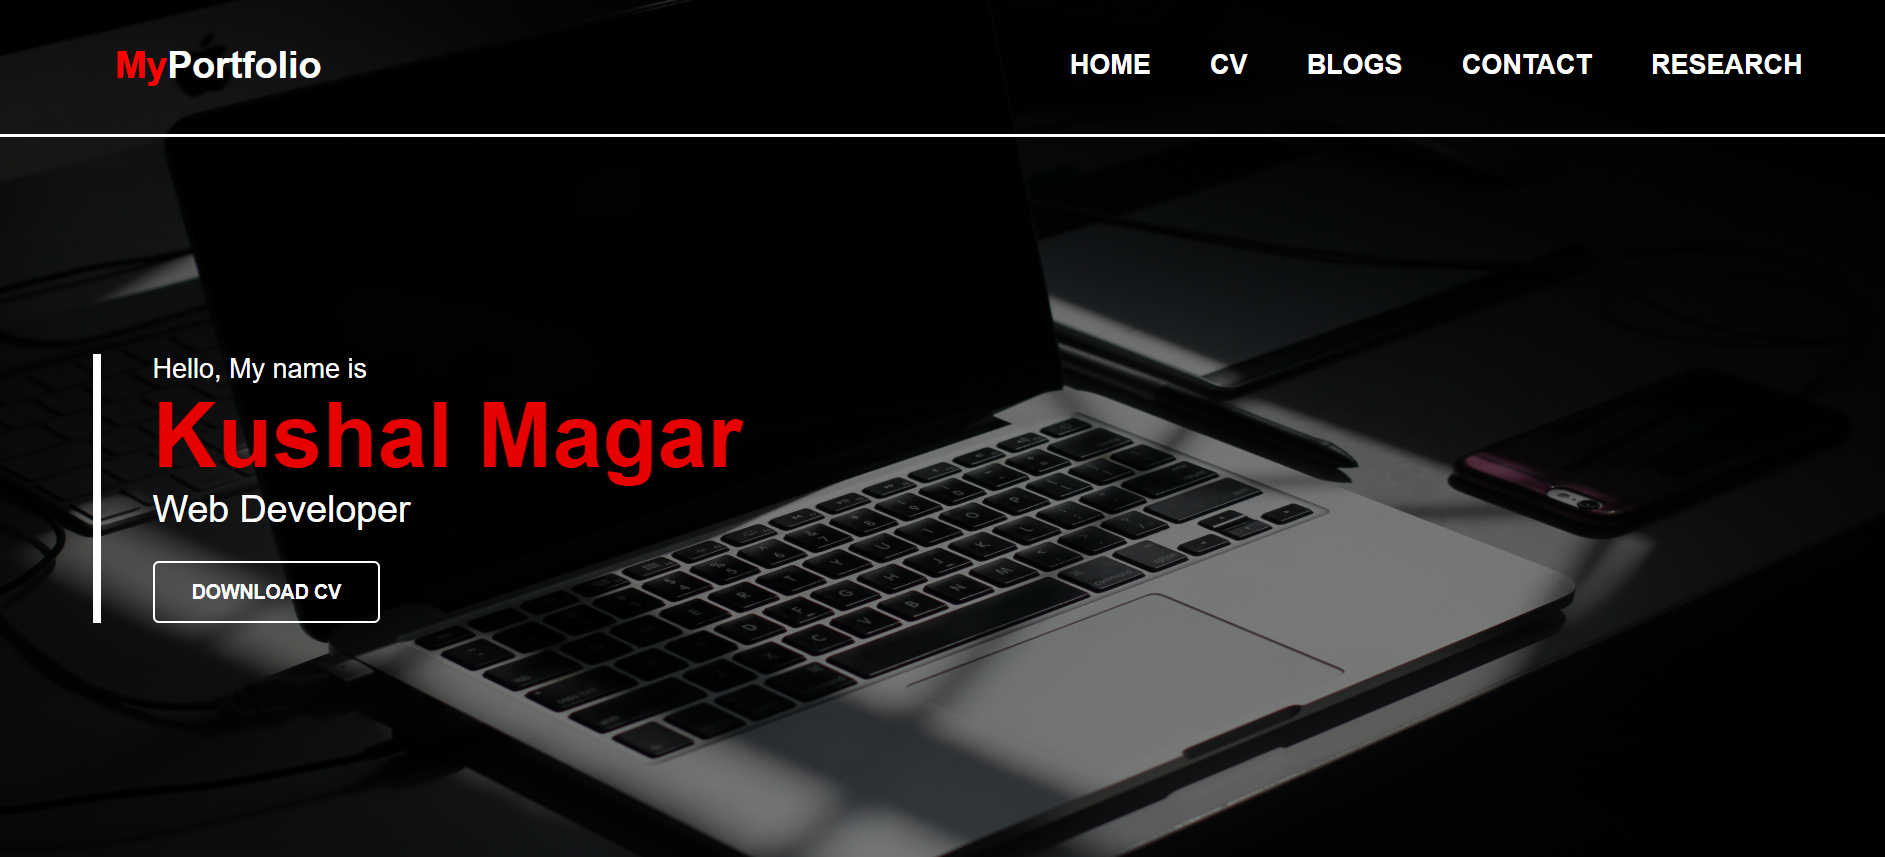 MyPortfolio
HOME CV BLOGS CONTACT RESEARCH
Hello, My name is
Kushal Magar
Web Developer
DOWNLOAD CV